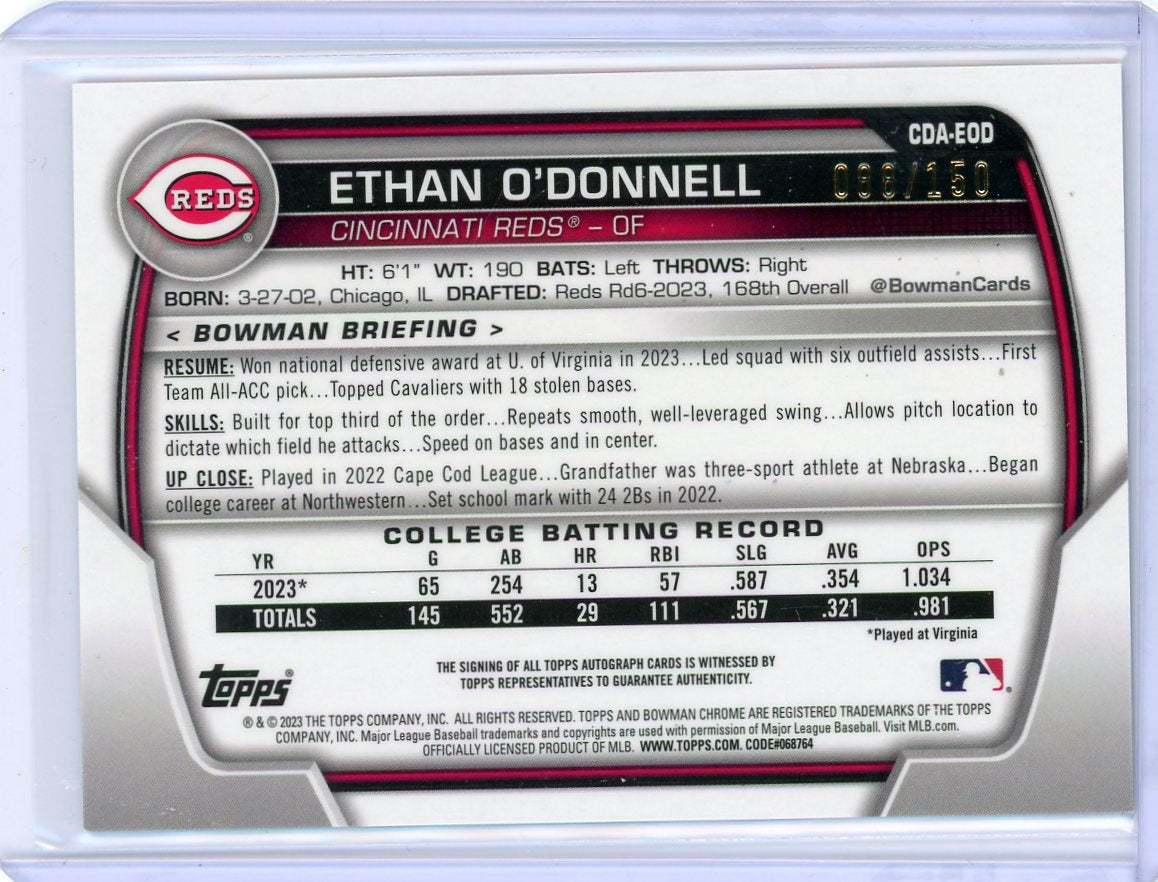 CDA-EOD
REDS®
ETHAN O'DONNELL
CINCINNATI REDS® – OF
HT: 6'1" WT: 190 BATS: Left THROWS: Right
BORN: 3-27-02, Chicago, IL DRAFTED: Reds Rd6-2023, 168th Overall @BowmanCards
< BOWMAN BRIEFING >
RESUME: Won national defensive award at U. of Virginia in 2023...Led squad with six outfield assists...First
Team All-ACC pick...Topped Cavaliers with 18 stolen bases.
SKILLS: Built for top third of the order...Repeats smooth, well-leveraged swing...Allows pitch location to
dictate which field he attacks...Speed on bases and in center.
UP CLOSE: Played in 2022 Cape Cod League...Grandfather was three-sport athlete at Nebraska...Began
college career at Northwestern...Set school mark with 24 2Bs in 2022.
COLLEGE BATTING RECORD
YR G AB HR RBI SLG AVG OPS
2023* 65 254 13 57 .587 .354 1.034
TOTALS 145 552 29 111 .567 .321 .981
*Played at Virginia
topps®
THE SIGNING OF ALL TOPPS AUTOGRAPH CARDS IS WITNESSED BY
TOPPS REPRESENTATIVES TO GUARANTEE AUTHENTICITY.
® & © 2023 THE TOPPS COMPANY, INC. ALL RIGHTS RESERVED. TOPPS AND BOWMAN CHROME ARE REGISTERED TRADEMARKS OF THE TOPPS
COMPANY, INC. Major League Baseball trademarks and copyrights are used with permission of Major League Baseball. Visit MLB.com.
OFFICIALLY LICENSED PRODUCT OF MLB. WWW.TOPPS.COM. CODE#068764